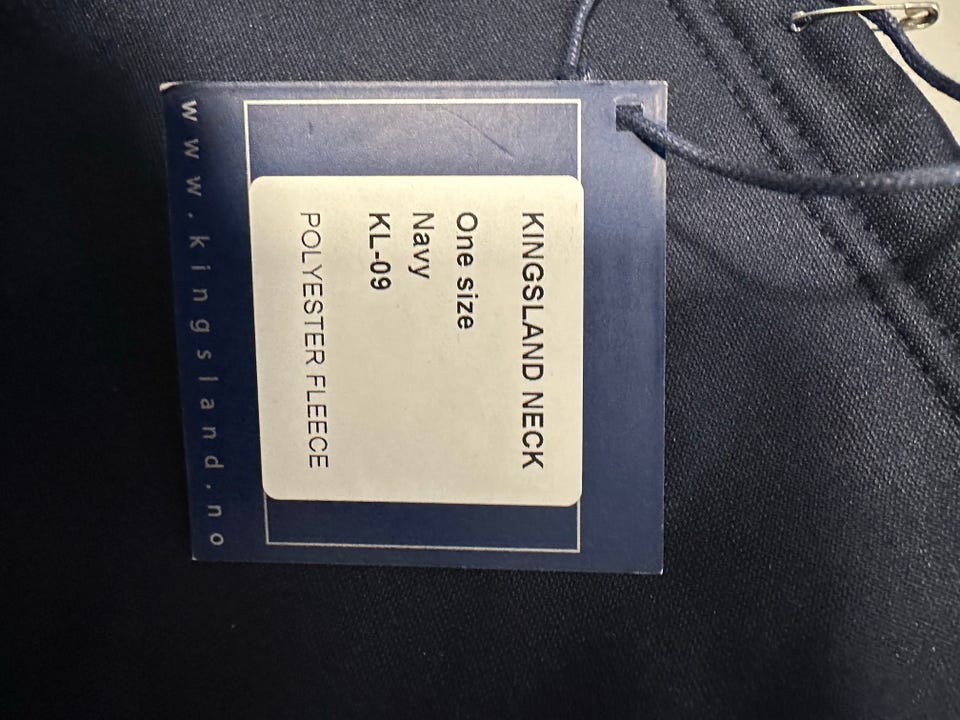 KINGSLAND NECK
One size
Navy
KL-09
POLYESTER FLEECE
www.kingsland.no